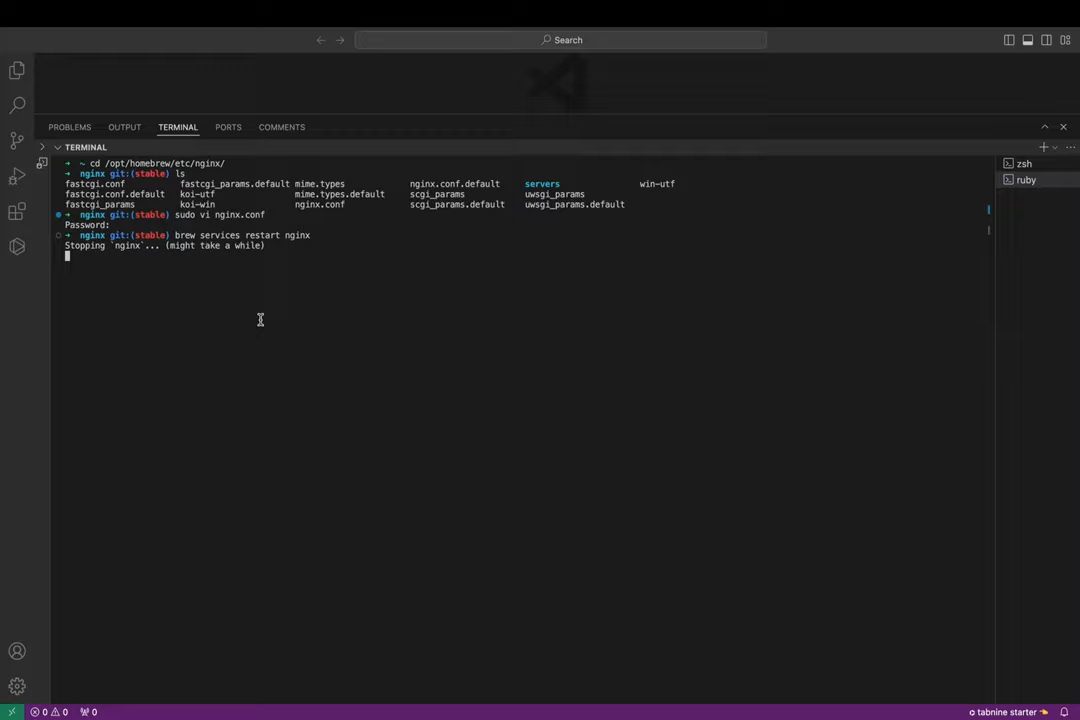 Search
PROBLEMS OUTPUT TERMINAL PORTS COMMENTS
TERMINAL
➜ ~ cd /opt/homebrew/etc/nginx/
➜ nginx git:(stable) ls
fastcgi.conf fastcgi_params.default mime.types nginx.conf.default servers win-utf
fastcgi.conf.default koi-utf mime.types.default scgi_params uwsgi_params
fastcgi_params koi-win nginx.conf scgi_params.default uwsgi_params.default
➜ nginx git:(stable) sudo vi nginx.conf
Password:
➜ nginx git:(stable) brew services restart nginx
Stopping `nginx`... (might take a while)
zsh
ruby
0 0 0
tabnine starter